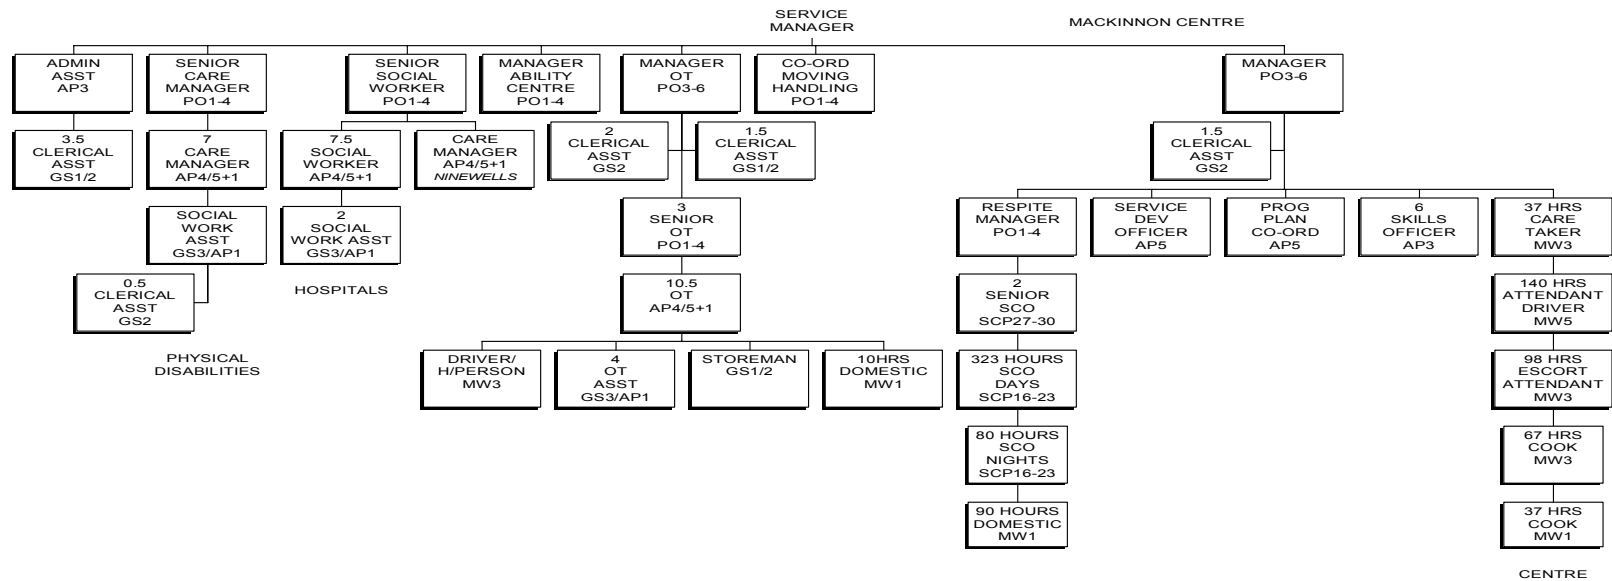 SERVICE
MANAGER
MACKINNON CENTRE
ADMIN
ASST
AP3
SENIOR
CARE
MANAGER
PO1-4
SENIOR
SOCIAL
WORKER
PO1-4
MANAGER
ABILITY
CENTRE
PO1-4
MANAGER
OT
PO3-6
CO-ORD
MOVING
HANDLING
PO1-4
MANAGER
PO3-6
3.5
CLERICAL
ASST
GS1/2
7
CARE
MANAGER
AP4/5+1
7.5
SOCIAL
WORKER
AP4/5+1
CARE
MANAGER
AP4/5+1
NINEWELLS
2
CLERICAL
ASST
GS2
1.5
CLERICAL
ASST
GS1/2
1.5
CLERICAL
ASST
GS2
SOCIAL
WORK
ASST
GS3/AP1
2
SOCIAL
WORK ASST
GS3/AP1
3
SENIOR
OT
PO1-4
RESPITE
MANAGER
PO1-4
SERVICE
DEV
OFFICER
AP5
PROG
PLAN
CO-ORD
AP5
6
SKILLS
OFFICER
AP3
37 HRS
CARE
TAKER
MW3
0.5
CLERICAL
ASST
GS2
HOSPITALS
10.5
OT
AP4/5+1
2
SENIOR
SCO
SCP27-30
140 HRS
ATTENDANT
DRIVER
MW5
PHYSICAL
DISABILITIES
DRIVER/
H/PERSON
MW3
4
OT
ASST
GS3/AP1
STOREMAN
GS1/2
10HRS
DOMESTIC
MW1
323 HOURS
SCO
DAYS
SCP16-23
98 HRS
ESCORT
ATTENDANT
MW3
80 HOURS
SCO
NIGHTS
SCP16-23
67 HRS
COOK
MW3
90 HOURS
DOMESTIC
MW1
37 HRS
COOK
MW1
CENTRE